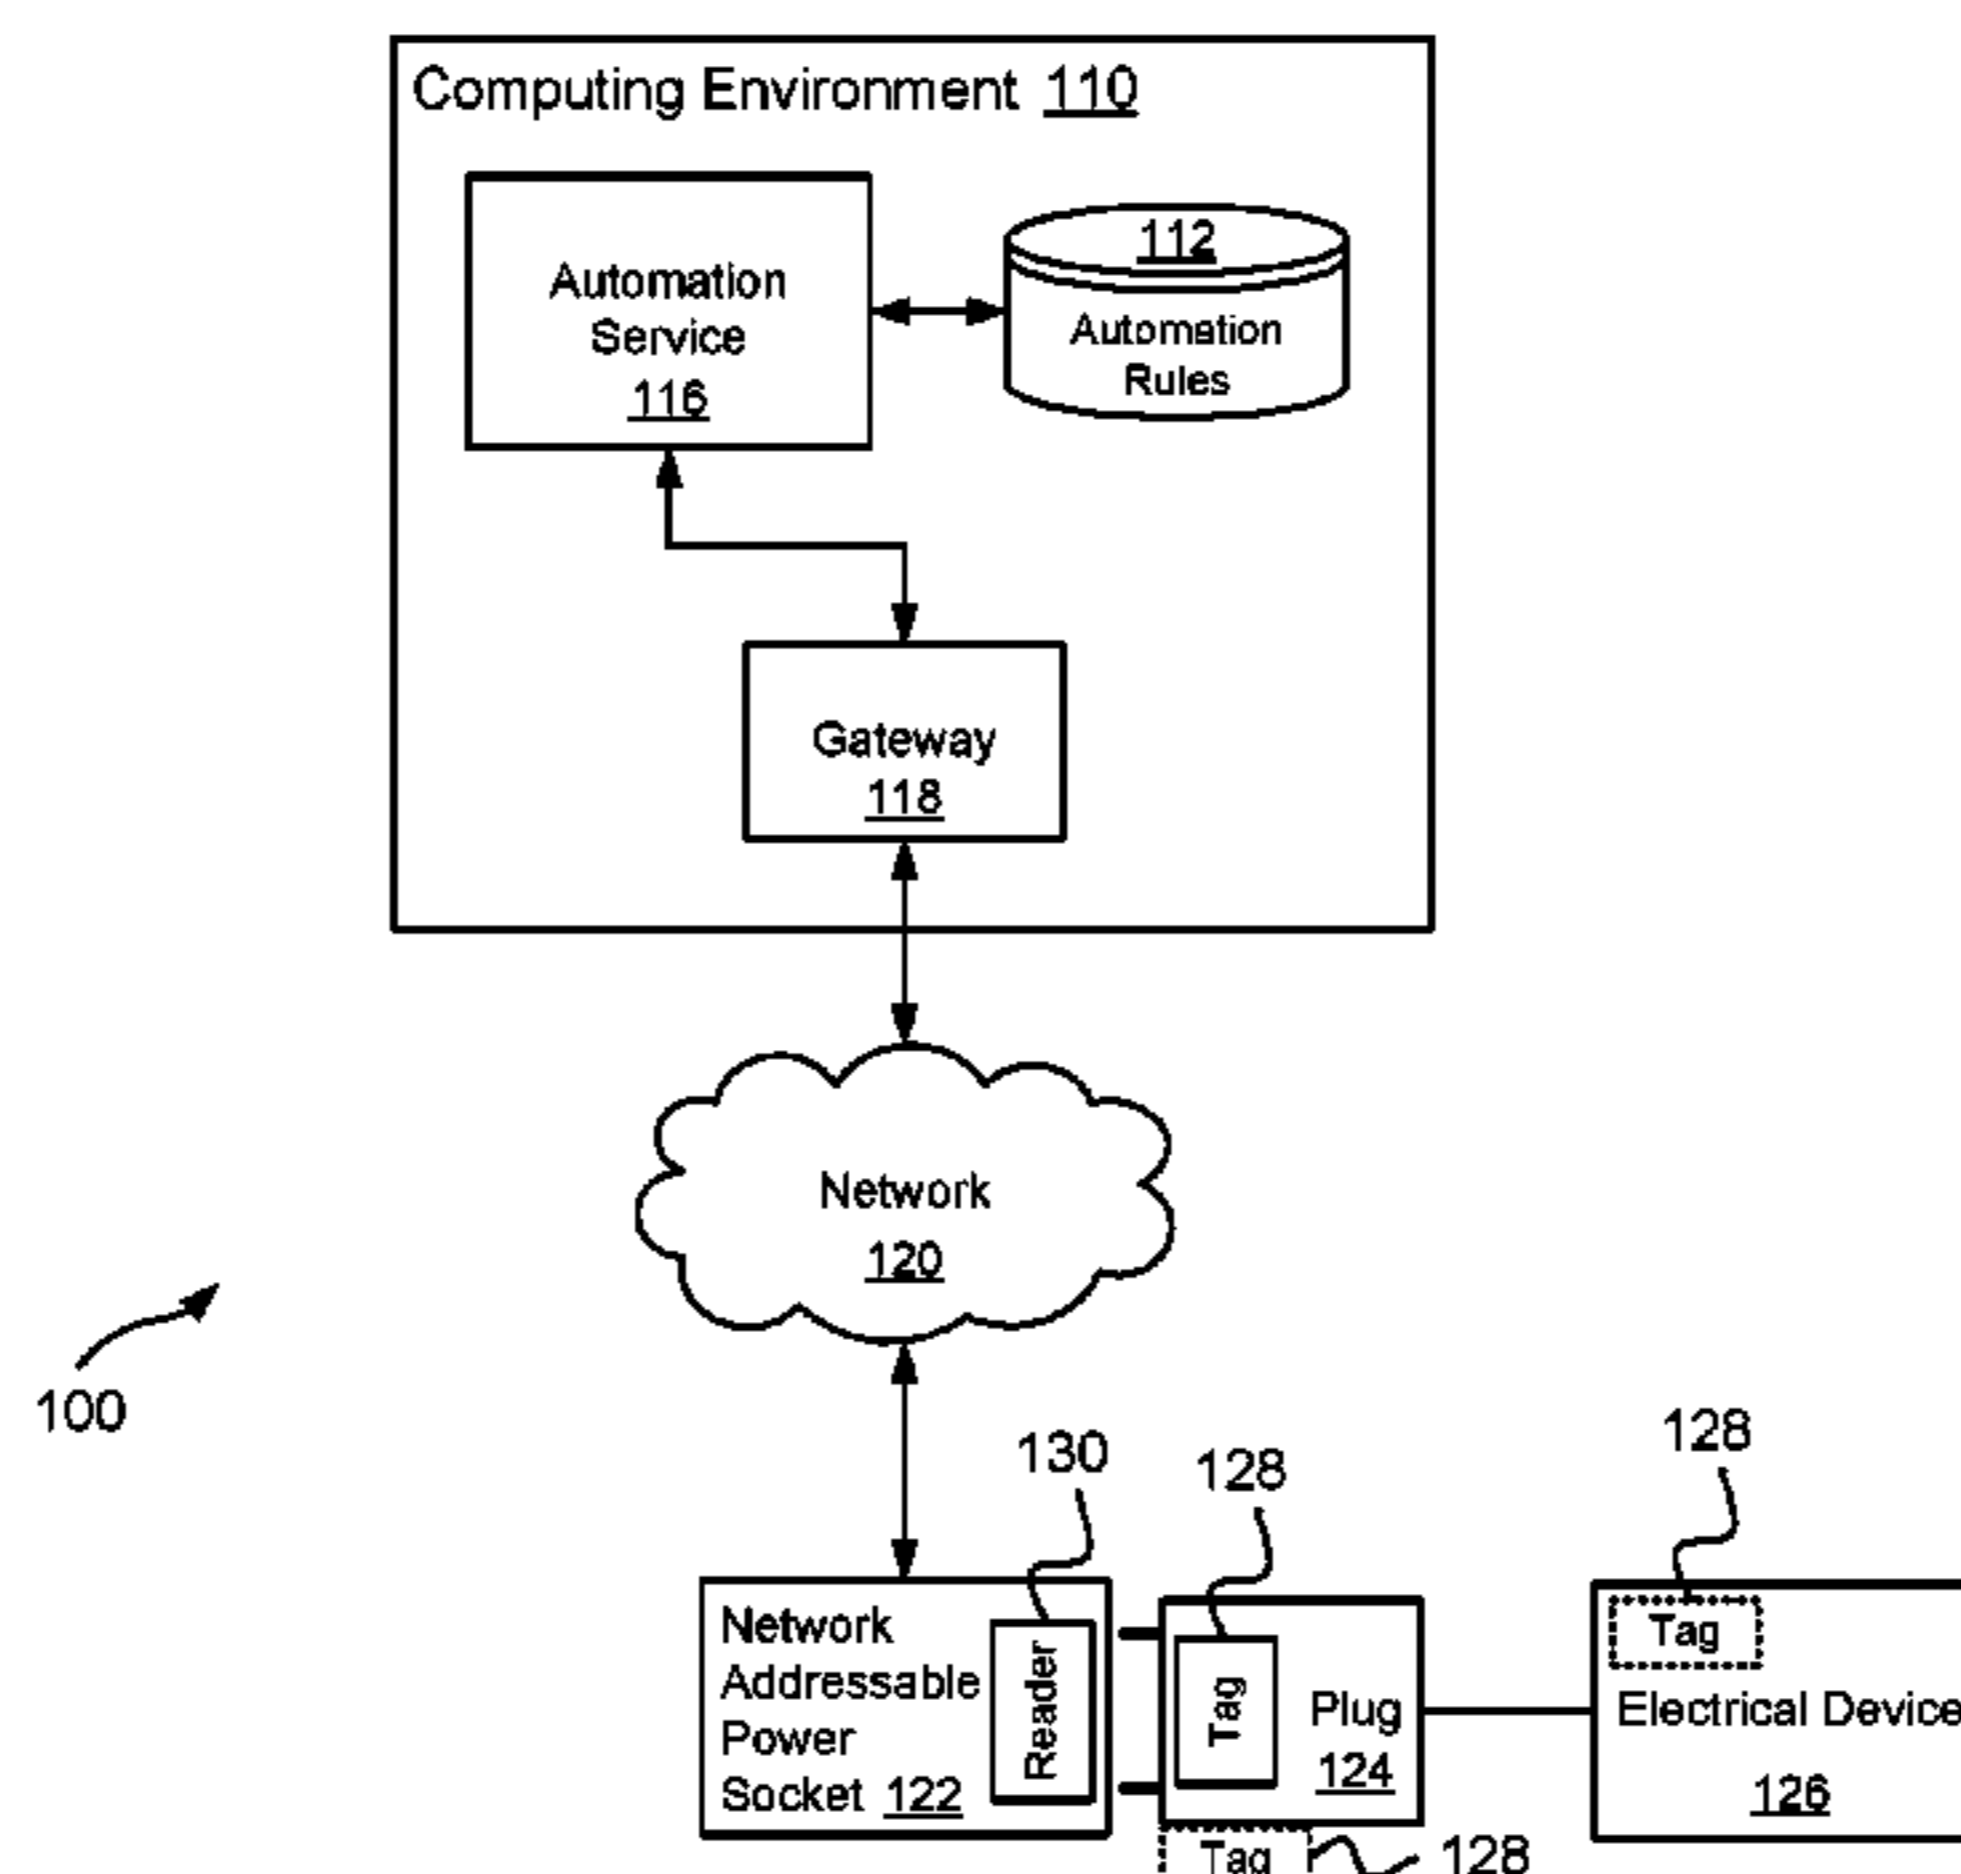 Computing Environment 110
Automation
Service
116
112
Automation
Rules
Gateway
118
Network
120
100
130
128
128
Network
Addressable
Power
Socket 122
Reader
Tag
Plug
124
Tag
Electrical Device
126
Tag
128